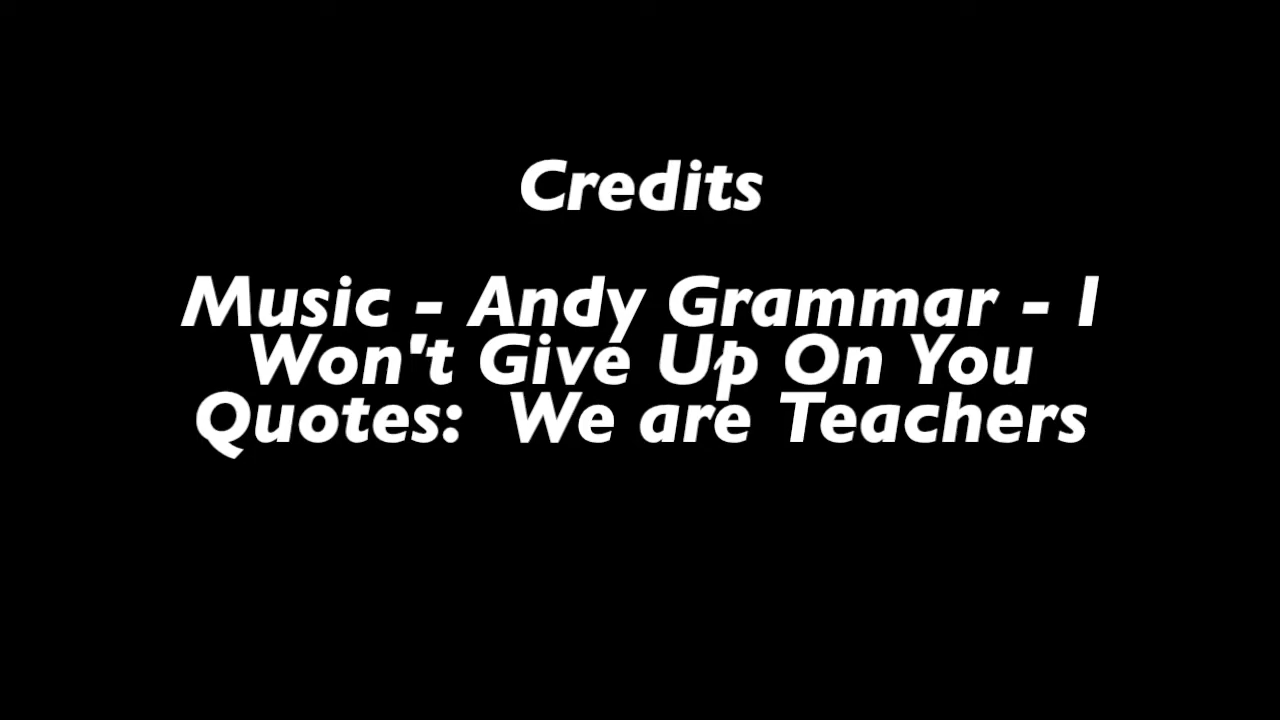 Credits
Music - Andy Grammar - I
Won't Give Up On You
Quotes:  We are Teachers